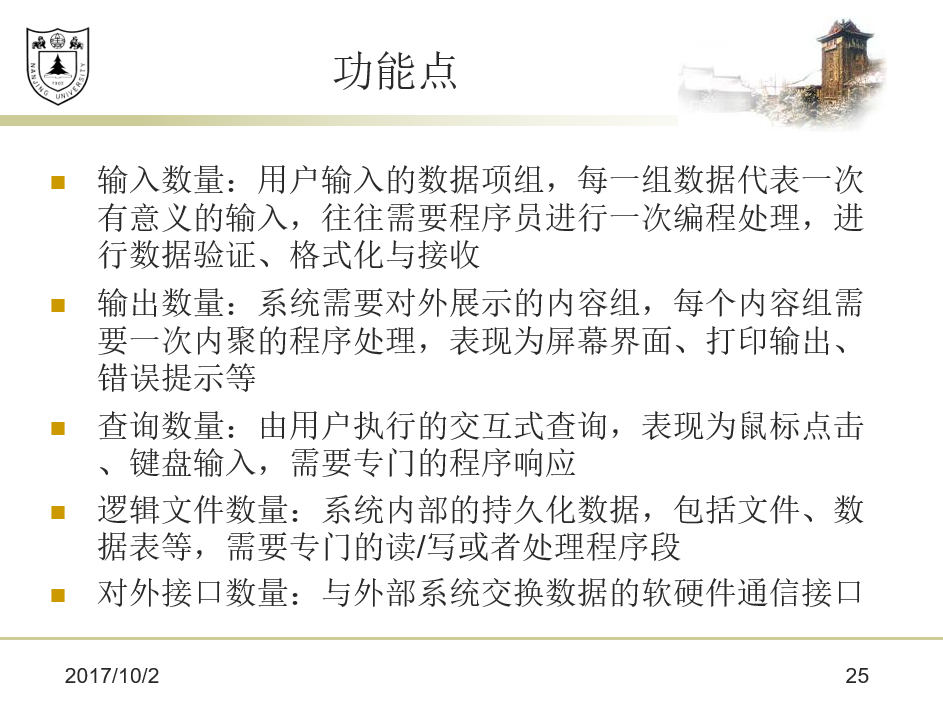 NANJING UNIVERSITY
1902
功能点
输入数量：用户输入的数据项组，每一组数据代表一次
有意义的输入，往往需要程序员进行一次编程处理，进
行数据验证、格式化与接收
输出数量：系统需要对外展示的内容组，每个内容组需
要一次内聚的程序处理，表现为屏幕界面、打印输出、
错误提示等
查询数量：由用户执行的交互式查询，表现为鼠标点击
、键盘输入，需要专门的程序响应
逻辑文件数量：系统内部的持久化数据，包括文件、数
据表等，需要专门的读/写或者处理程序段
对外接口数量：与外部系统交换数据的软硬件通信接口
2017/10/2
25